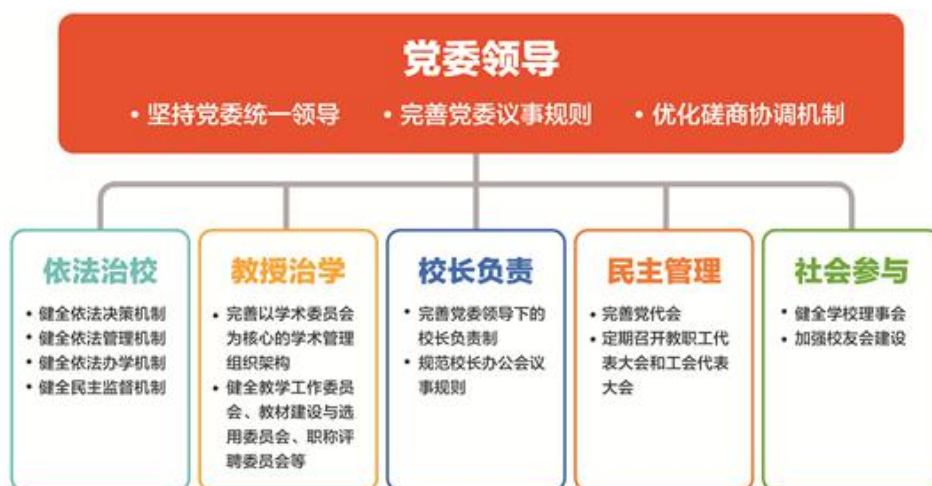 党委领导
• 坚持党委统一领导 • 完善党委议事规则 • 优化磋商协调机制
依法治校
• 健全依法决策机制
• 健全依法管理机制
• 健全依法办学机制
• 健全民主监督机制
教授治学
• 完善以学术委员会
为核心的学术管理
组织架构
• 健全教学工作委员
会、教材建设与选
用委员会、职称评
聘委员会等
校长负责
• 完善党委领导下的
校长负责制
• 规范校长办公会议
事规则
民主管理
• 完善党代会
• 定期召开教职工代
表大会和工会代表
大会
社会参与
• 健全学校理事会
• 加强校友会建设